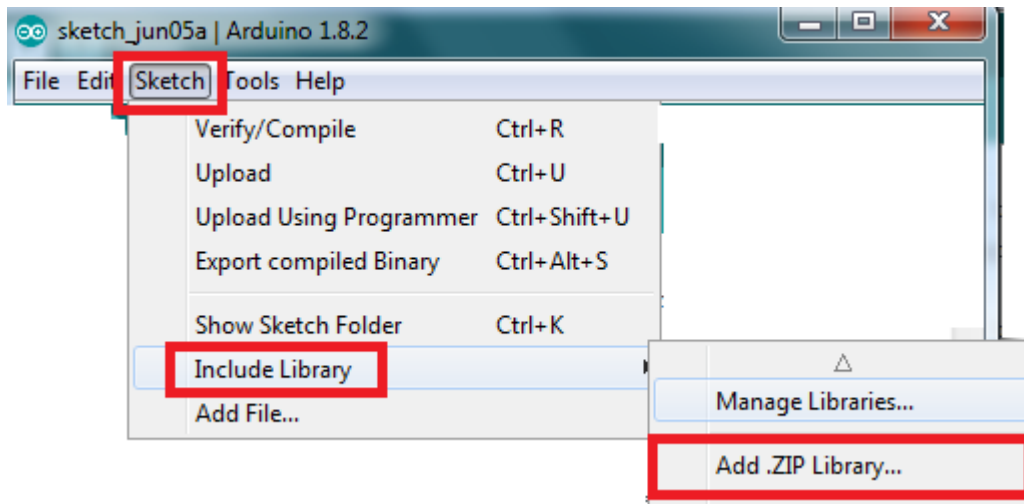 sketch_jun05a | Arduino 1.8.2
File Edit Sketch Tools Help
Verify/Compile Ctrl+R
Upload Ctrl+U
Upload Using Programmer Ctrl+Shift+U
Export compiled Binary Ctrl+Alt+S
Show Sketch Folder Ctrl+K
Include Library
Add File...
Manage Libraries...
Add .ZIP Library...